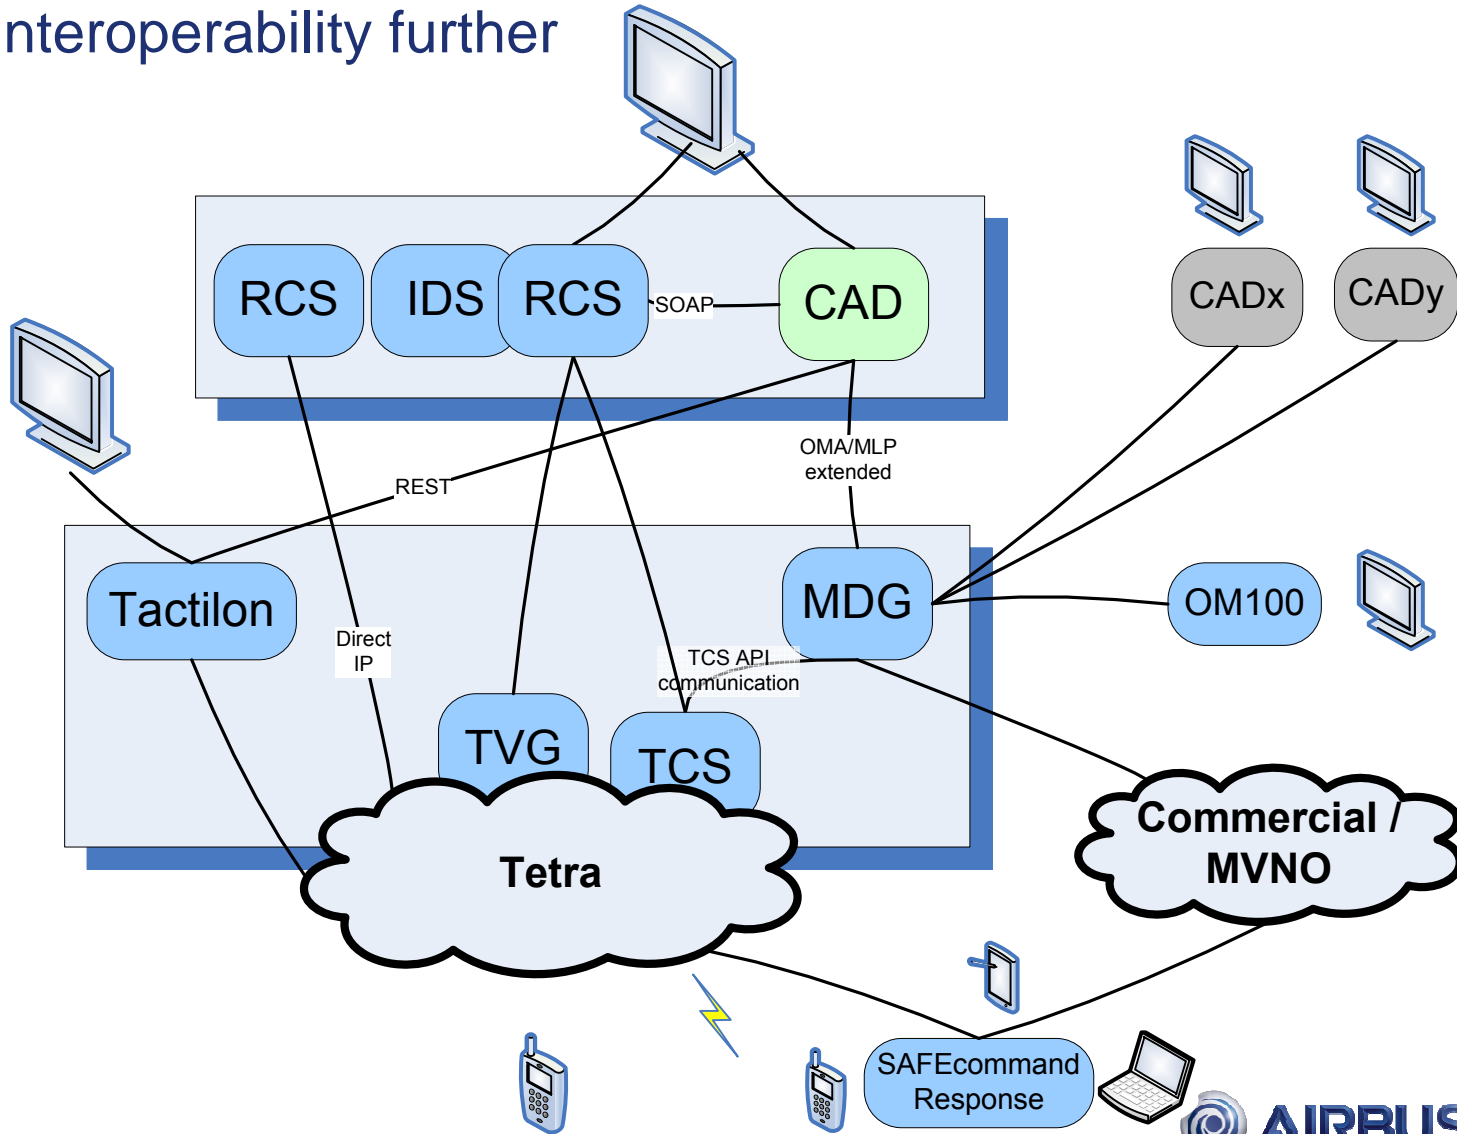 nteroperability further
RCS
IDS
RCS
SOAP
CAD
CADx
CADy
OMA/MLP
extended
REST
Tactilon
MDG
OM100
Direct
IP
TCS API
communication
TVG
TCS
Tetra
Commercial /
MVNO
SAFEcommand
Response
AIRBUS